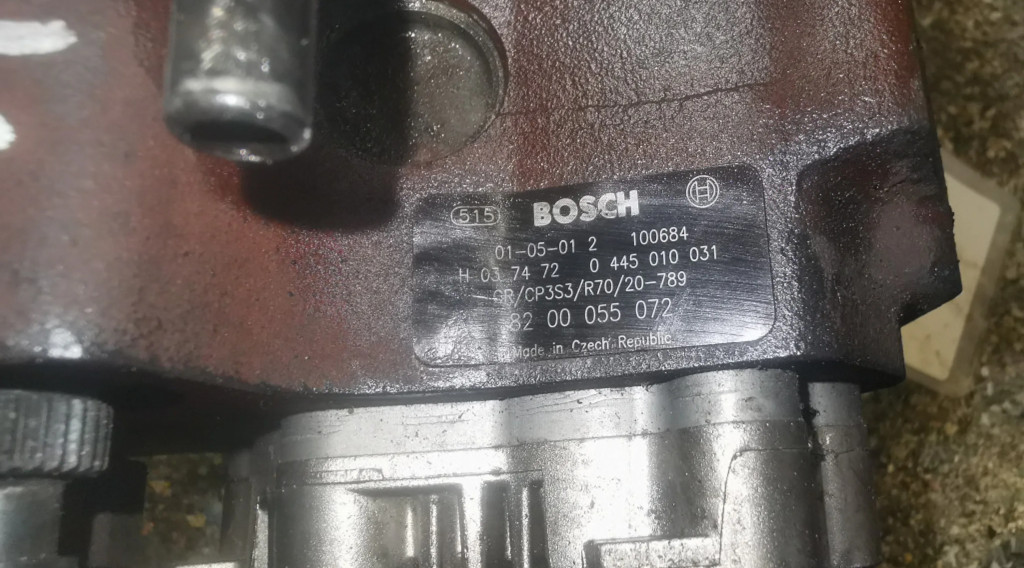 515 BOSCH H
01-05-01 2 100684
H 03 74 72 0 445 010 031
CR/CP3S3/R70/20-789
82 00 055 072
Made in Czech Republic